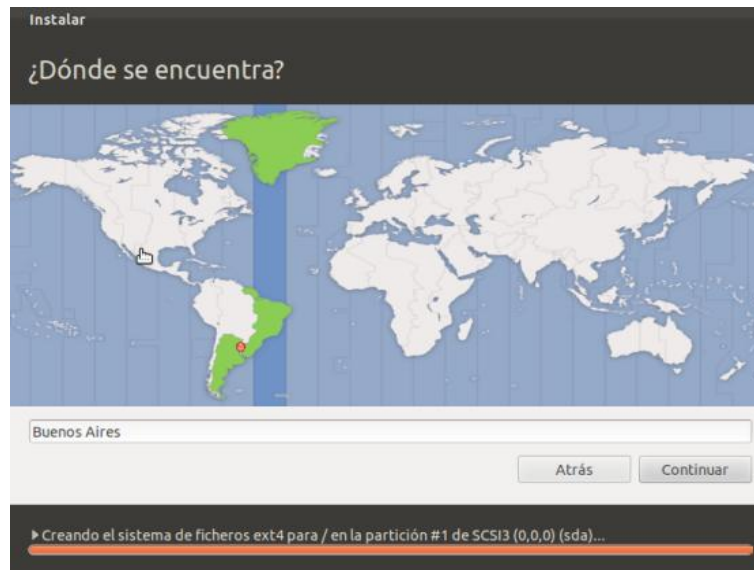 Instalar
¿Dónde se encuentra?
Buenos Aires
Atrás Continuar
Creando el sistema de ficheros ext4 para / en la partición #1 de SCSI3 (0,0,0) (sda)...